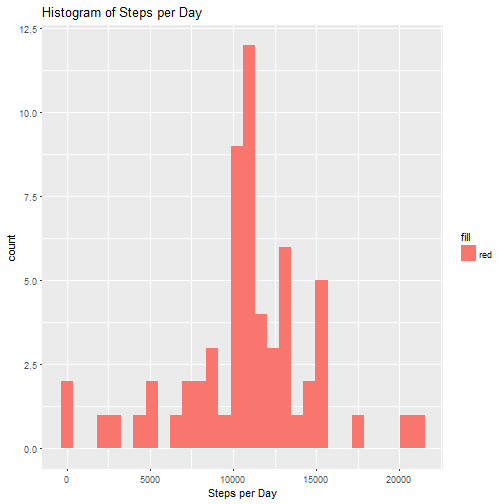 Histogram of Steps per Day
12.5
10.0
7.5
5.0
2.5
0.0
count
0 5000 10000 15000 20000
Steps per Day
fill
red